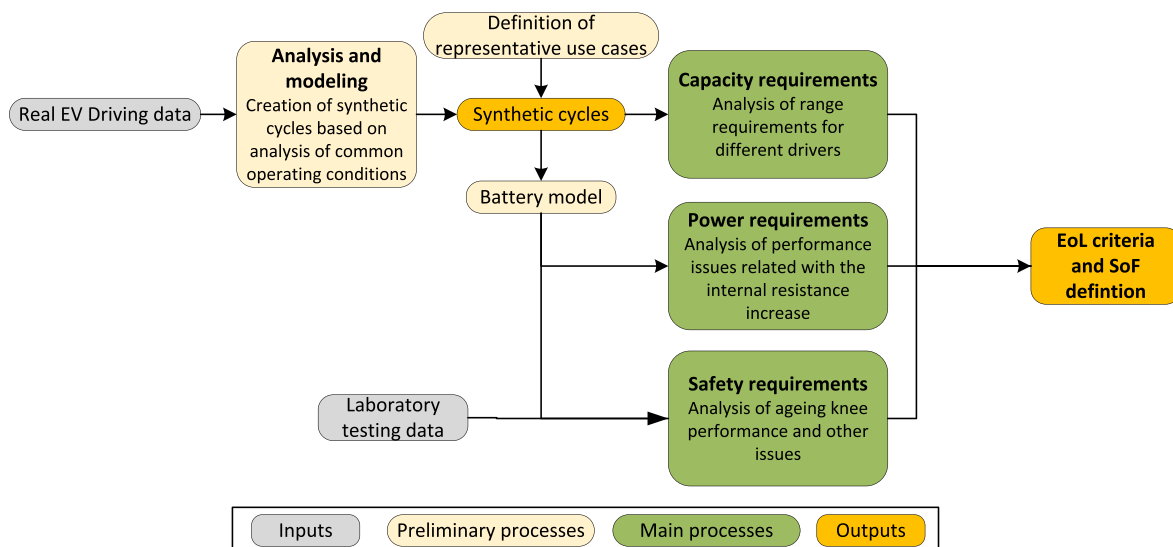 Definition of
representative use cases
Analysis and
modeling
Creation of synthetic
cycles based on
analysis of common
operating conditions
Real EV Driving data
Synthetic cycles
Capacity requirements
Analysis of range
requirements for
different drivers
Battery model
Power requirements
Analysis of performance
issues related with the
internal resistance
increase
EoL criteria
and SoF
defintion
Laboratory
testing data
Safety requirements
Analysis of ageing knee
performance and other
issues
Inputs
Preliminary processes
Main processes
Outputs